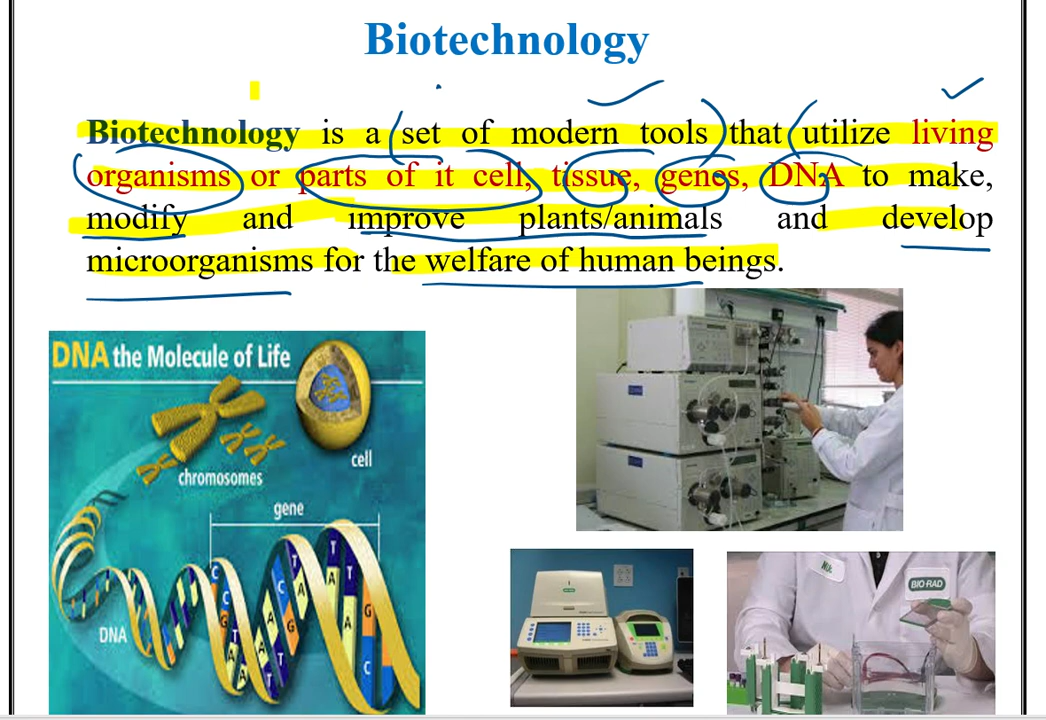 Biotechnology
Biotechnology is a set of modern tools that utilize living
organisms or parts of it cell, tissue, genes, DNA to make,
modify and improve plants/animals and develop
microorganisms for the welfare of human beings.
DNA the Molecule of Life
cell
chromosomes
gene
DNA
C
C
G
T
A
A
C
A
G
A
T
T
A
T
A
T
G
C
BIO-RAD